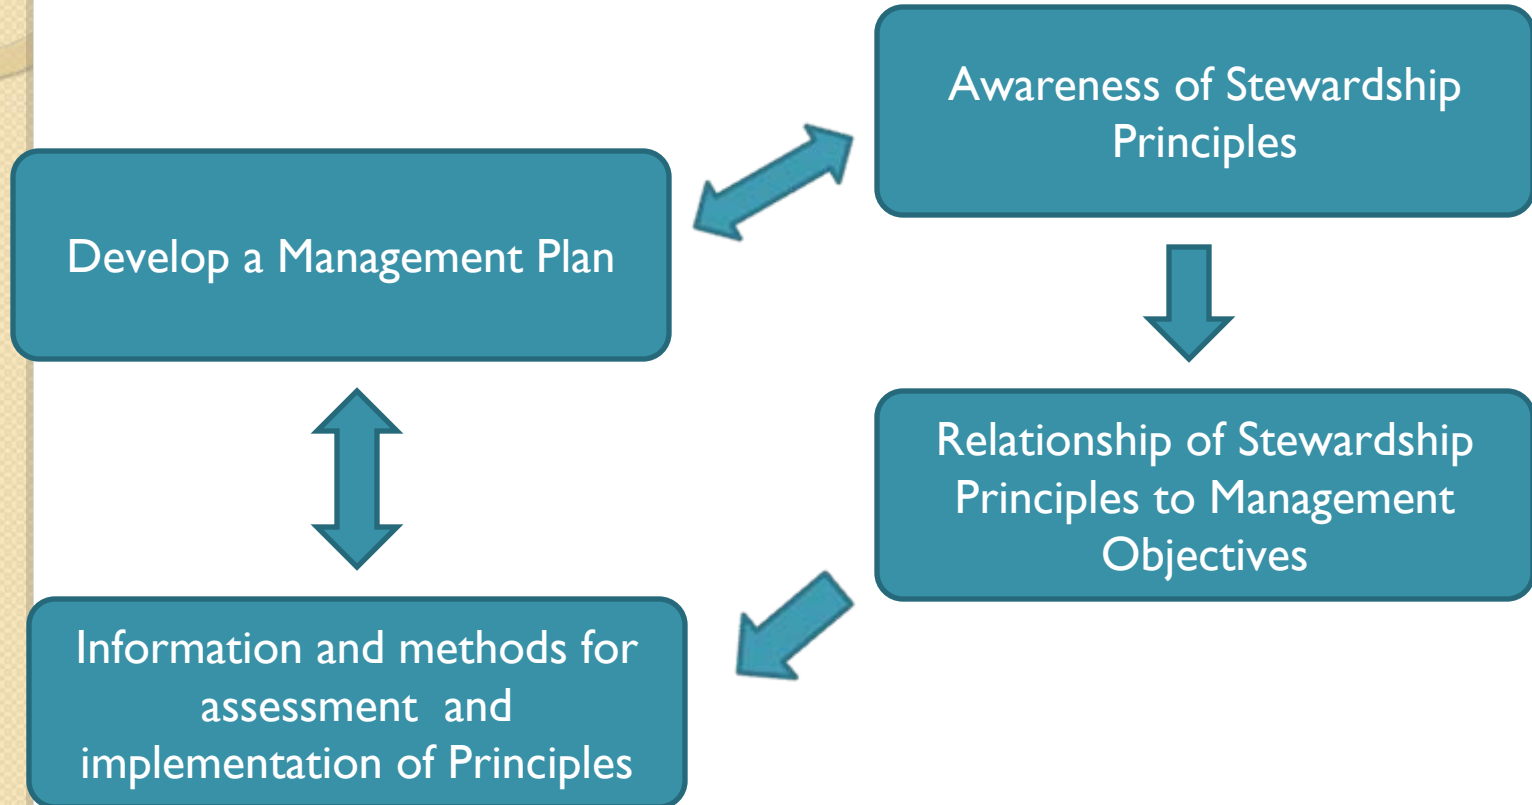 Awareness of Stewardship
Principles
Develop a Management Plan
Relationship of Stewardship
Principles to Management
Objectives
Information and methods for
assessment and
implementation of Principles